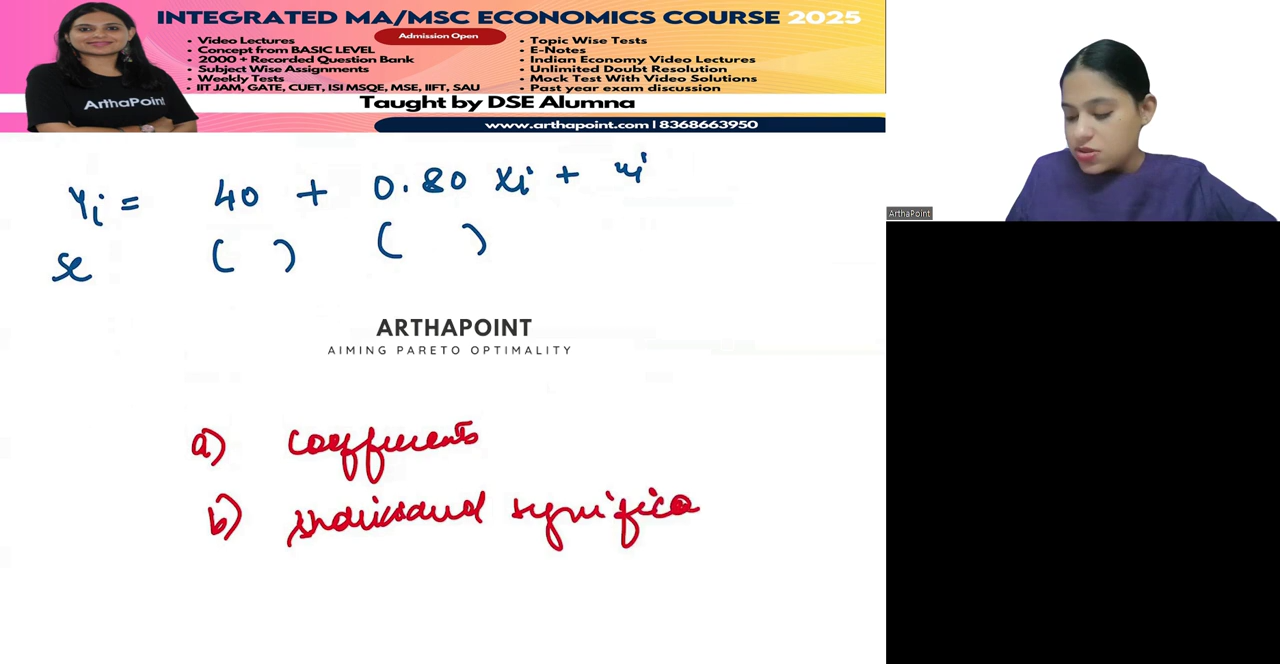 INTEGRATED MA/MSC ECONOMICS COURSE 2025
Admission Open
• Video Lectures
• Concept from BASIC LEVEL
• 2000 + Recorded Question Bank
• Subject Wise Assignments
• Weekly Tests
• IIT JAM, GATE, CUET, ISI MSQE, MSE, IIFT, SAU
• Topic Wise Tests
• E-Notes
• Indian Economy Video Lectures
• Unlimited Doubt Resolution
• Mock Test With Video Solutions
• Past year exam discussion
ArthaPoint
Taught by DSE Alumna
www.arthapoint.com | 8368663950
Yi = 40 + 0.80 Xi + ui
se ( ) ( )
ARTHAPOINT
AIMING PARETO OPTIMALITY
a) coefficients
b) individual significa
ArthaPoint